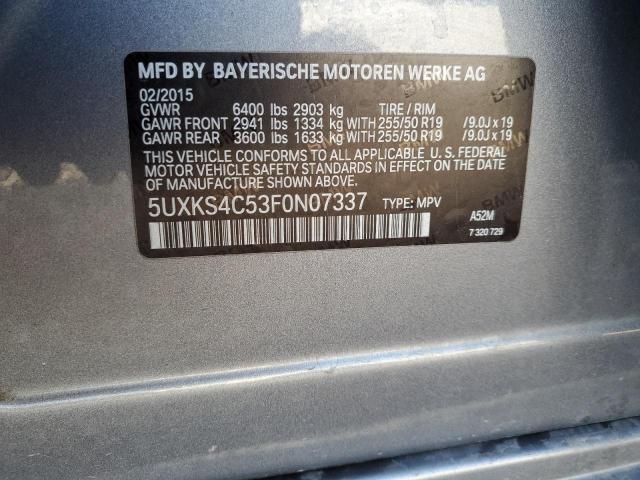 MFD BY BAYERISCHE MOTOREN WERKE AG
02/2015
GVWR 6400 lbs 2903 kg TIRE / RIM
GAWR FRONT 2941 lbs 1334 kg WITH 255/50 R19 /9.0J x 19
GAWR REAR 3600 lbs 1633 kg WITH 255/50 R19 /9.0J x 19
THIS VEHICLE CONFORMS TO ALL APPLICABLE U. S. FEDERAL
MOTOR VEHICLE SAFETY STANDARDS IN EFFECT ON THE
DATE OF MANUFACTURE SHOWN ABOVE.
5UXKS4C53F0N07337 TYPE: MPV
A52M
7 320 729
BMW
BMW
BMW